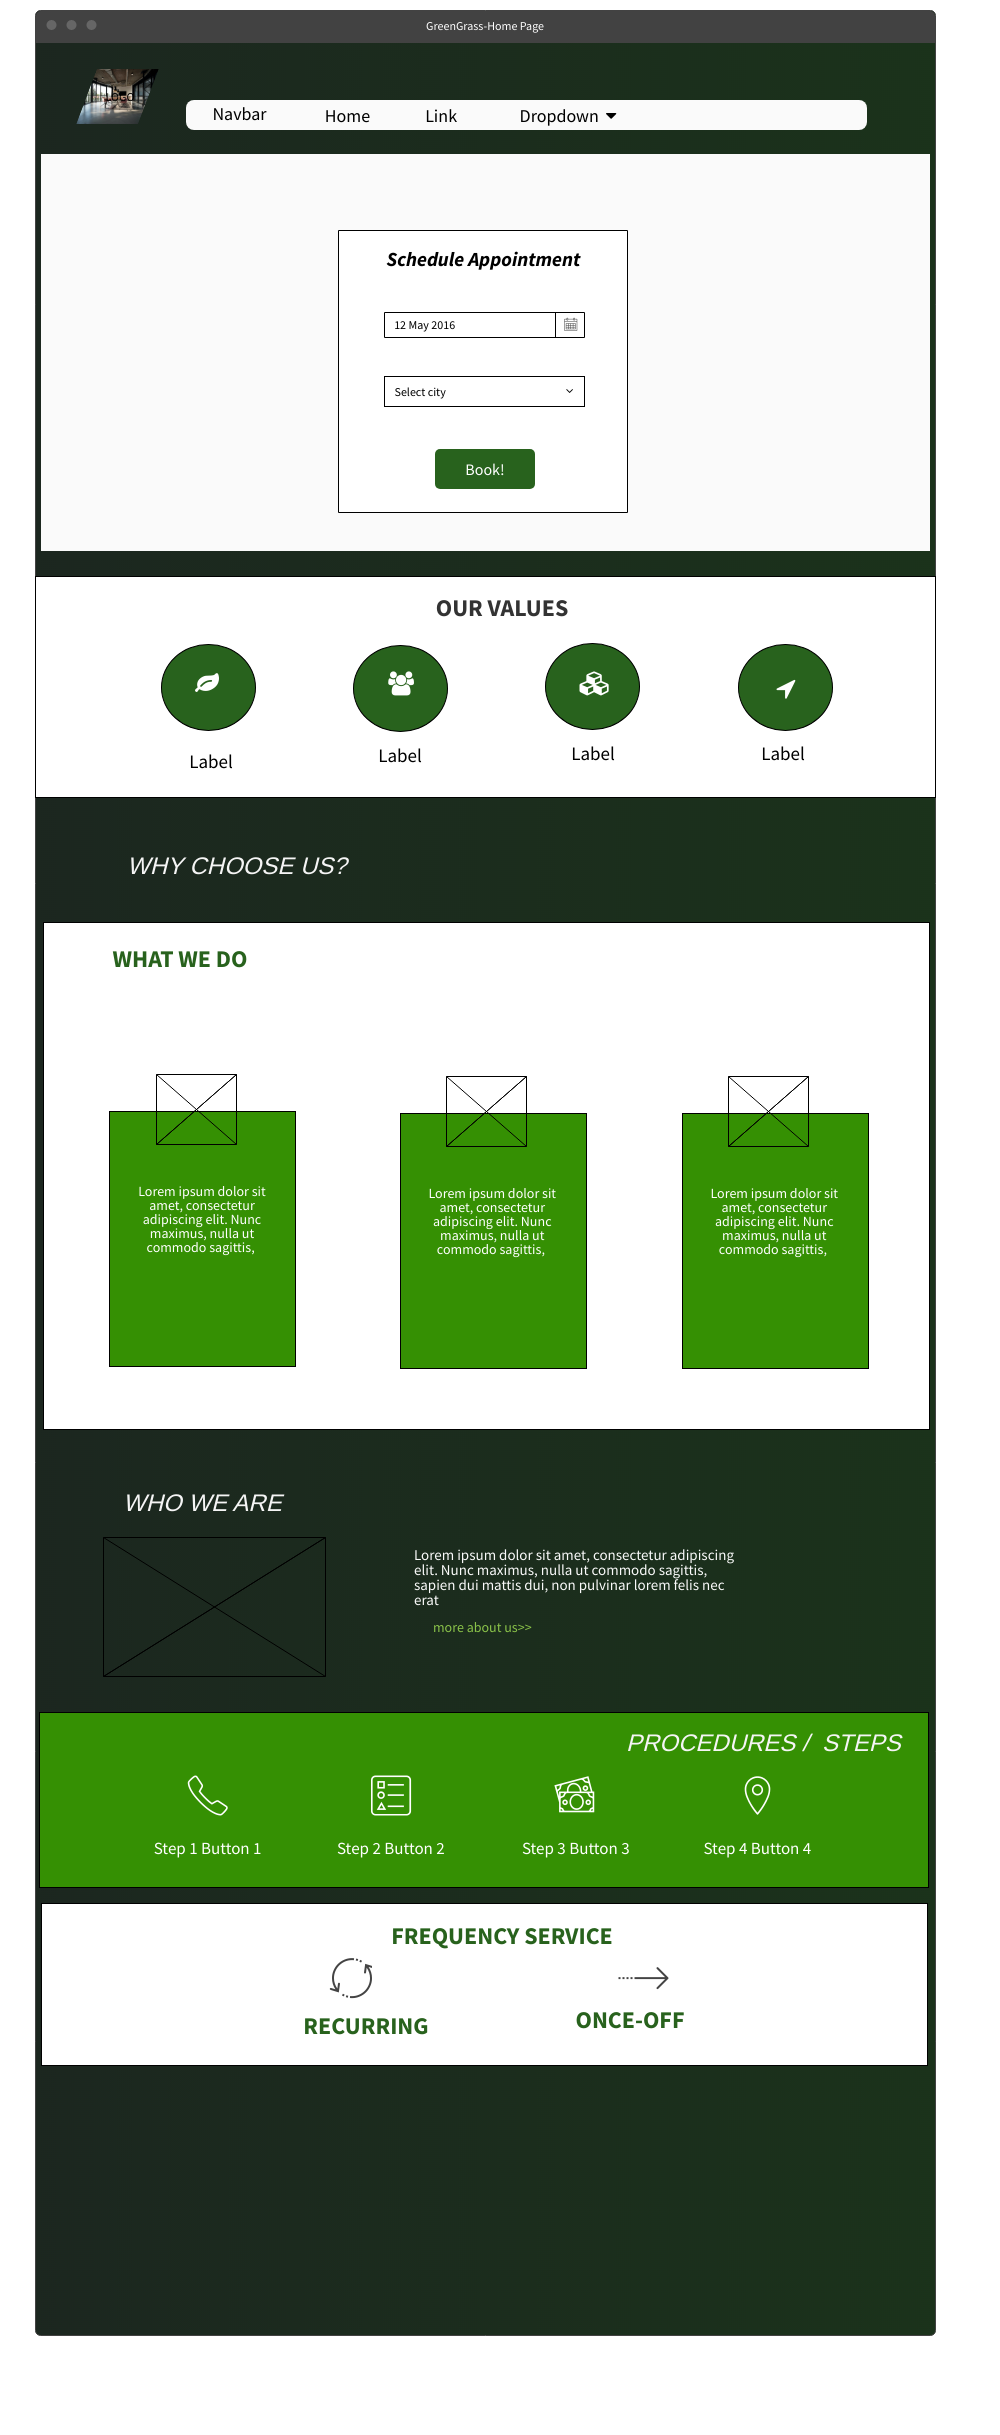 GreenGrass-Home Page
Logo
Navbar Home Link Dropdown
Schedule Appointment
12 May 2016
Select city
Book!
OUR VALUES
Label Label Label Label
WHY CHOOSE US?
WHAT WE DO
Lorem ipsum dolor sit
amet, consectetur
adipiscing elit. Nunc
maximus, nulla ut
commodo sagittis,
Lorem ipsum dolor sit
amet, consectetur
adipiscing elit. Nunc
maximus, nulla ut
commodo sagittis,
Lorem ipsum dolor sit
amet, consectetur
adipiscing elit. Nunc
maximus, nulla ut
commodo sagittis,
WHO WE ARE
Lorem ipsum dolor sit amet, consectetur adipiscing
elit. Nunc maximus, nulla ut commodo sagittis,
sapien dui mattis dui, non pulvinar lorem felis nec
erat
more about us>>
PROCEDURES / STEPS
Step 1 Button 1 Step 2 Button 2 Step 3 Button 3 Step 4 Button 4
FREQUENCY SERVICE
RECURRING ONCE-OFF